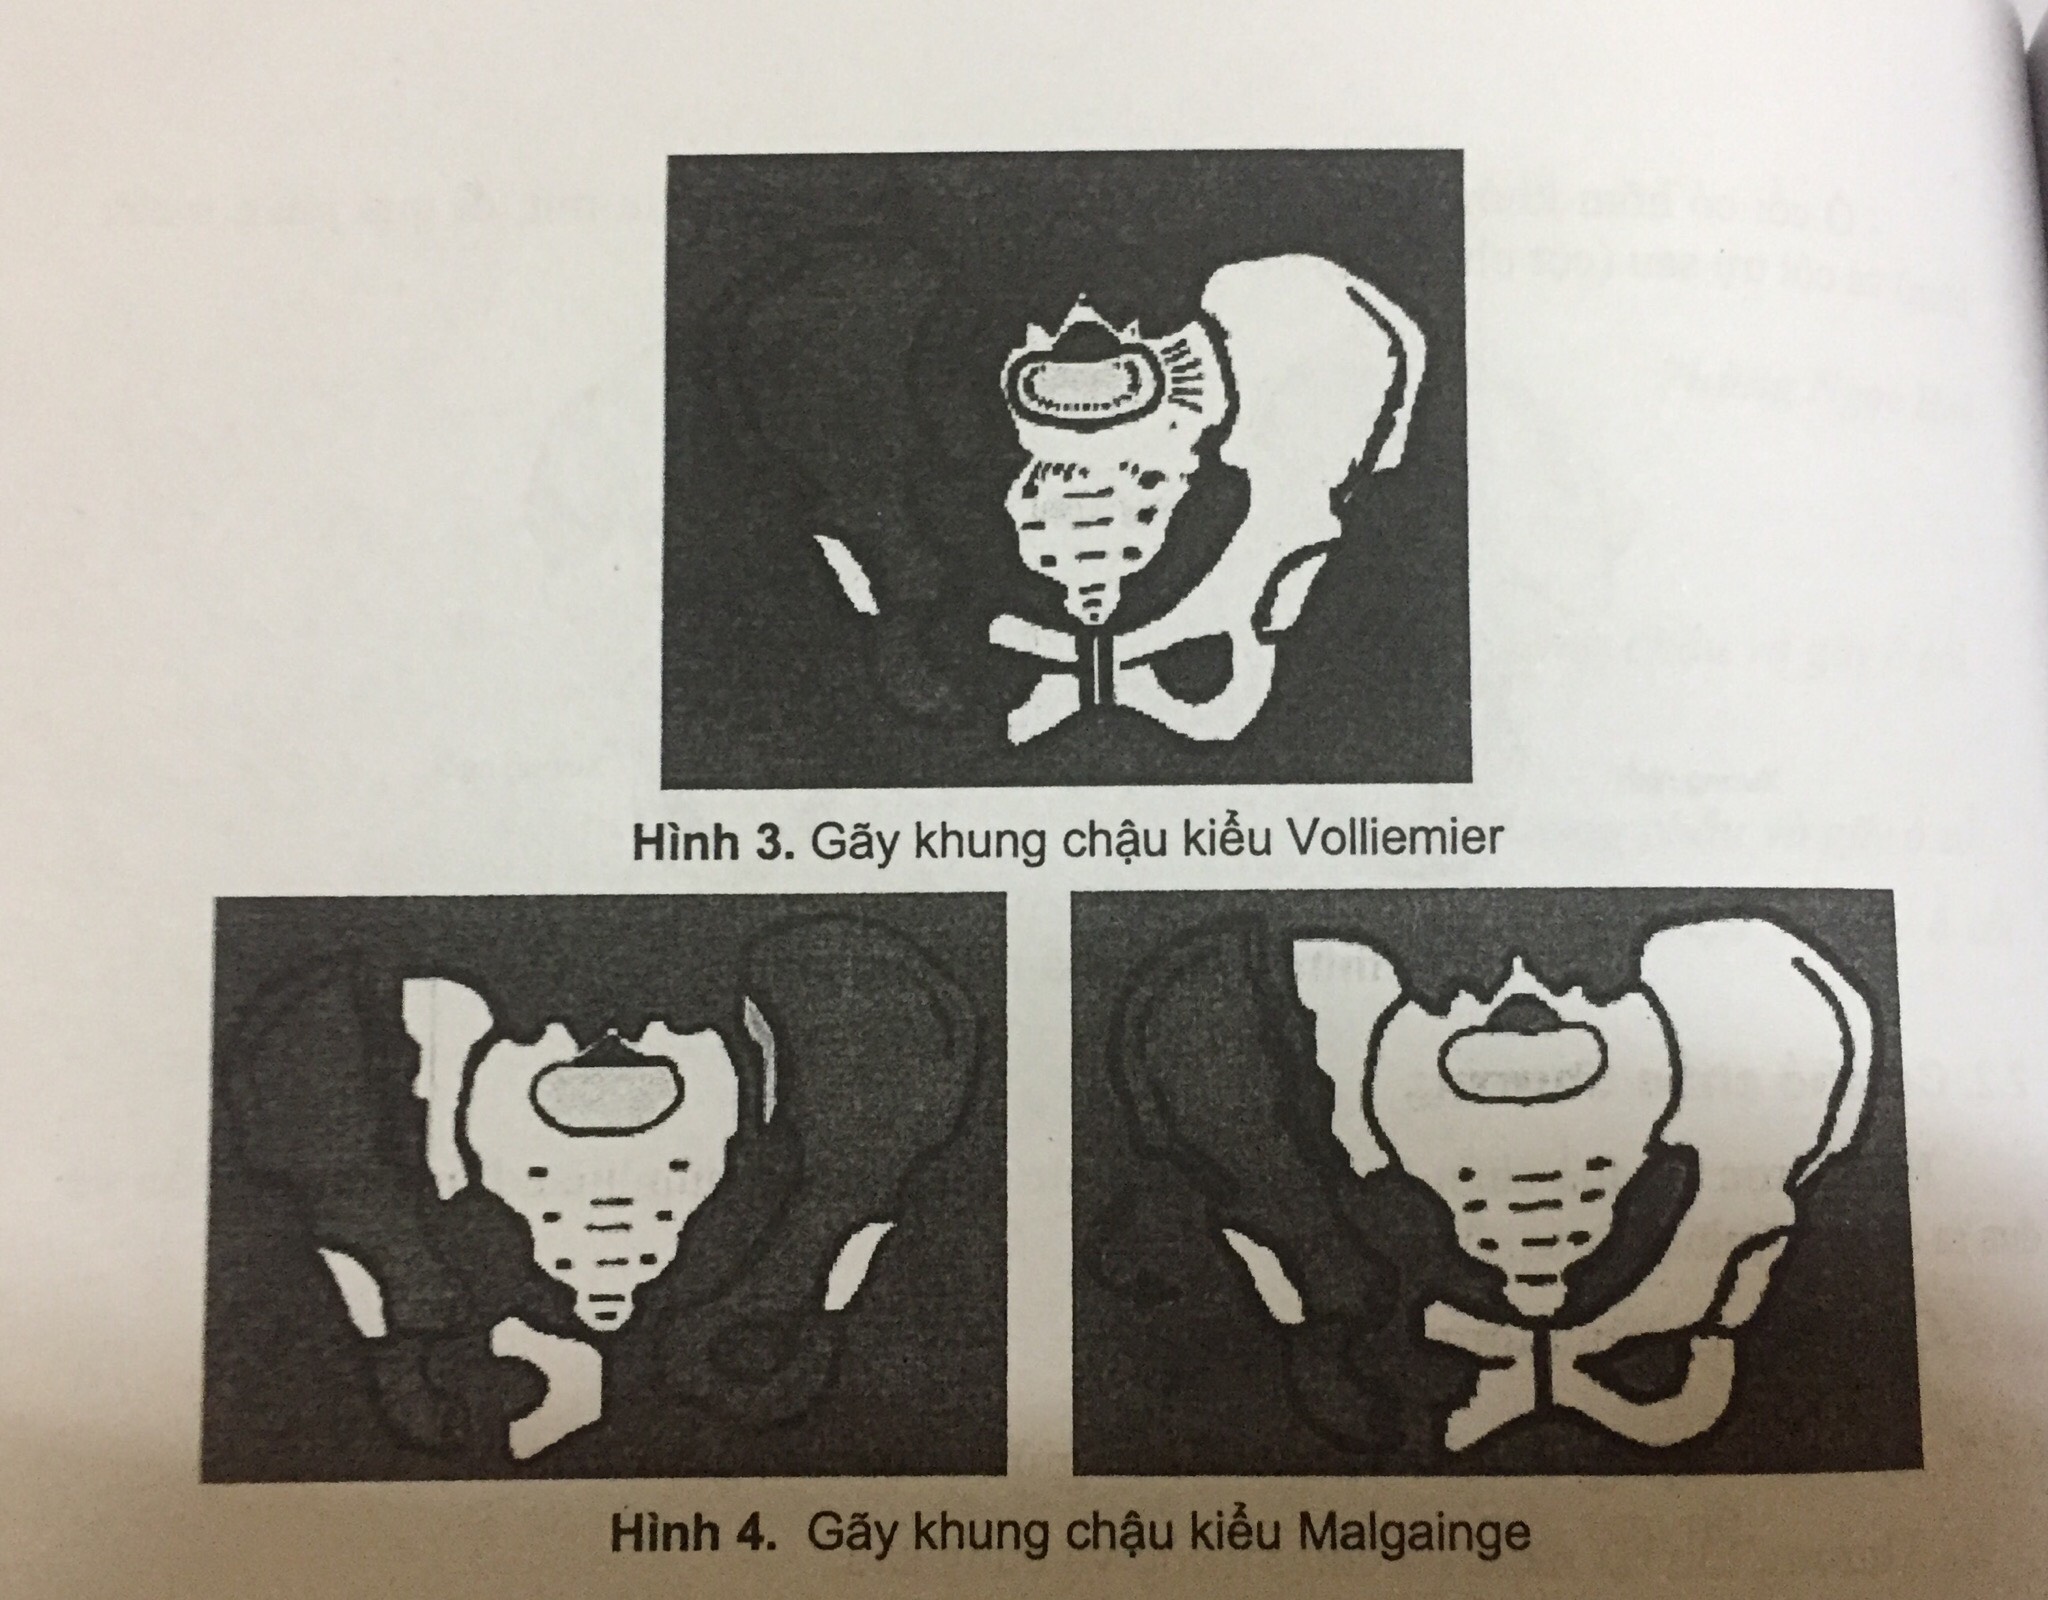 Hình 3. Gãy khung chậu kiểu Volliemier
Hình 4. Gãy khung chậu kiểu Malgainge